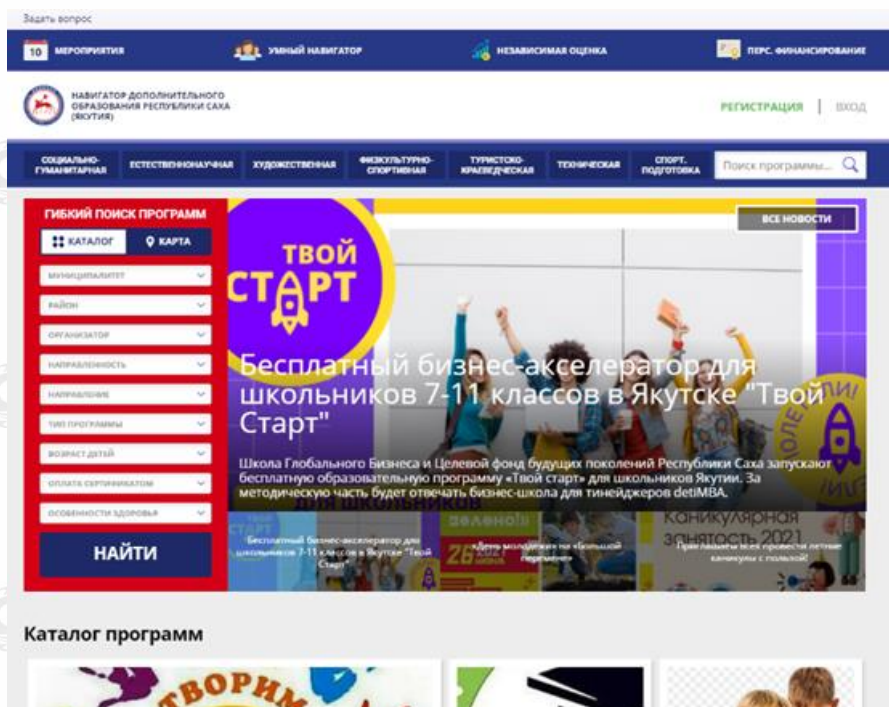 Задать вопрос
10 МЕРОПРИЯТИЯ
УМНЫЙ НАВИГАТОР
НЕЗАВИСИМАЯ ОЦЕНКА
ПЕРС. ФИНАНСИРОВАНИЕ
НАВИГАТОР ДОПОЛНИТЕЛЬНОГО
ОБРАЗОВАНИЯ РЕСПУБЛИКИ САХА
(ЯКУТИЯ)
РЕГИСТРАЦИЯ | ВХОД
СОЦИАЛЬНО-
ГУМАНИТАРНАЯ
ЕСТЕСТВЕННОНАУЧНАЯ
ХУДОЖЕСТВЕННАЯ
ФИЗКУЛЬТУРНО-
СПОРТИВНАЯ
ТУРИСТСКО-
КРАЕВЕДЧЕСКАЯ
ТЕХНИЧЕСКАЯ
СПОРТ.
ПОДГОТОВКА
Поиск программы...
ГИБКИЙ ПОИСК ПРОГРАММ
КАТАЛОГ
КАРТА
МУНИЦИПАЛИТЕТ
РАЙОН
ОРГАНИЗАТОР
НАПРАВЛЕННОСТЬ
НАПРАВЛЕНИЕ
ТИП ПРОГРАММЫ
ВОЗРАСТ ДЕТЕЙ
ОПЛАТА СЕРТИФИКАТОМ
ОСОБЕННОСТИ ЗДОРОВЬЯ
НАЙТИ
ВСЕ НОВОСТИ
ТВОЙ
СТАРТ
Бесплатный бизнес-акселератор для
школьников 7-11 классов в Якутске "Твой
Старт"
Школа Глобального Бизнеса и Целевой фонд будущих поколений Республики Саха запускают
бесплатную образовательную программу «Твой старт» для школьников Якутии. За
методическую часть будет отвечать бизнес-школа для тинейджеров detiMBA.
ДЛЯ ШКОЛЬНИКОВ
Бесплатный бизнес-акселератор для
школьников 7-11 классов в Якутске "Твой
Старт"
26 2021
«День молодежи» на «Большой
перемене»
Каникулярная
занятость 2021
Приглашаем всех провести летние
каникулы с пользой!
Каталог программ
ТВОРИМ